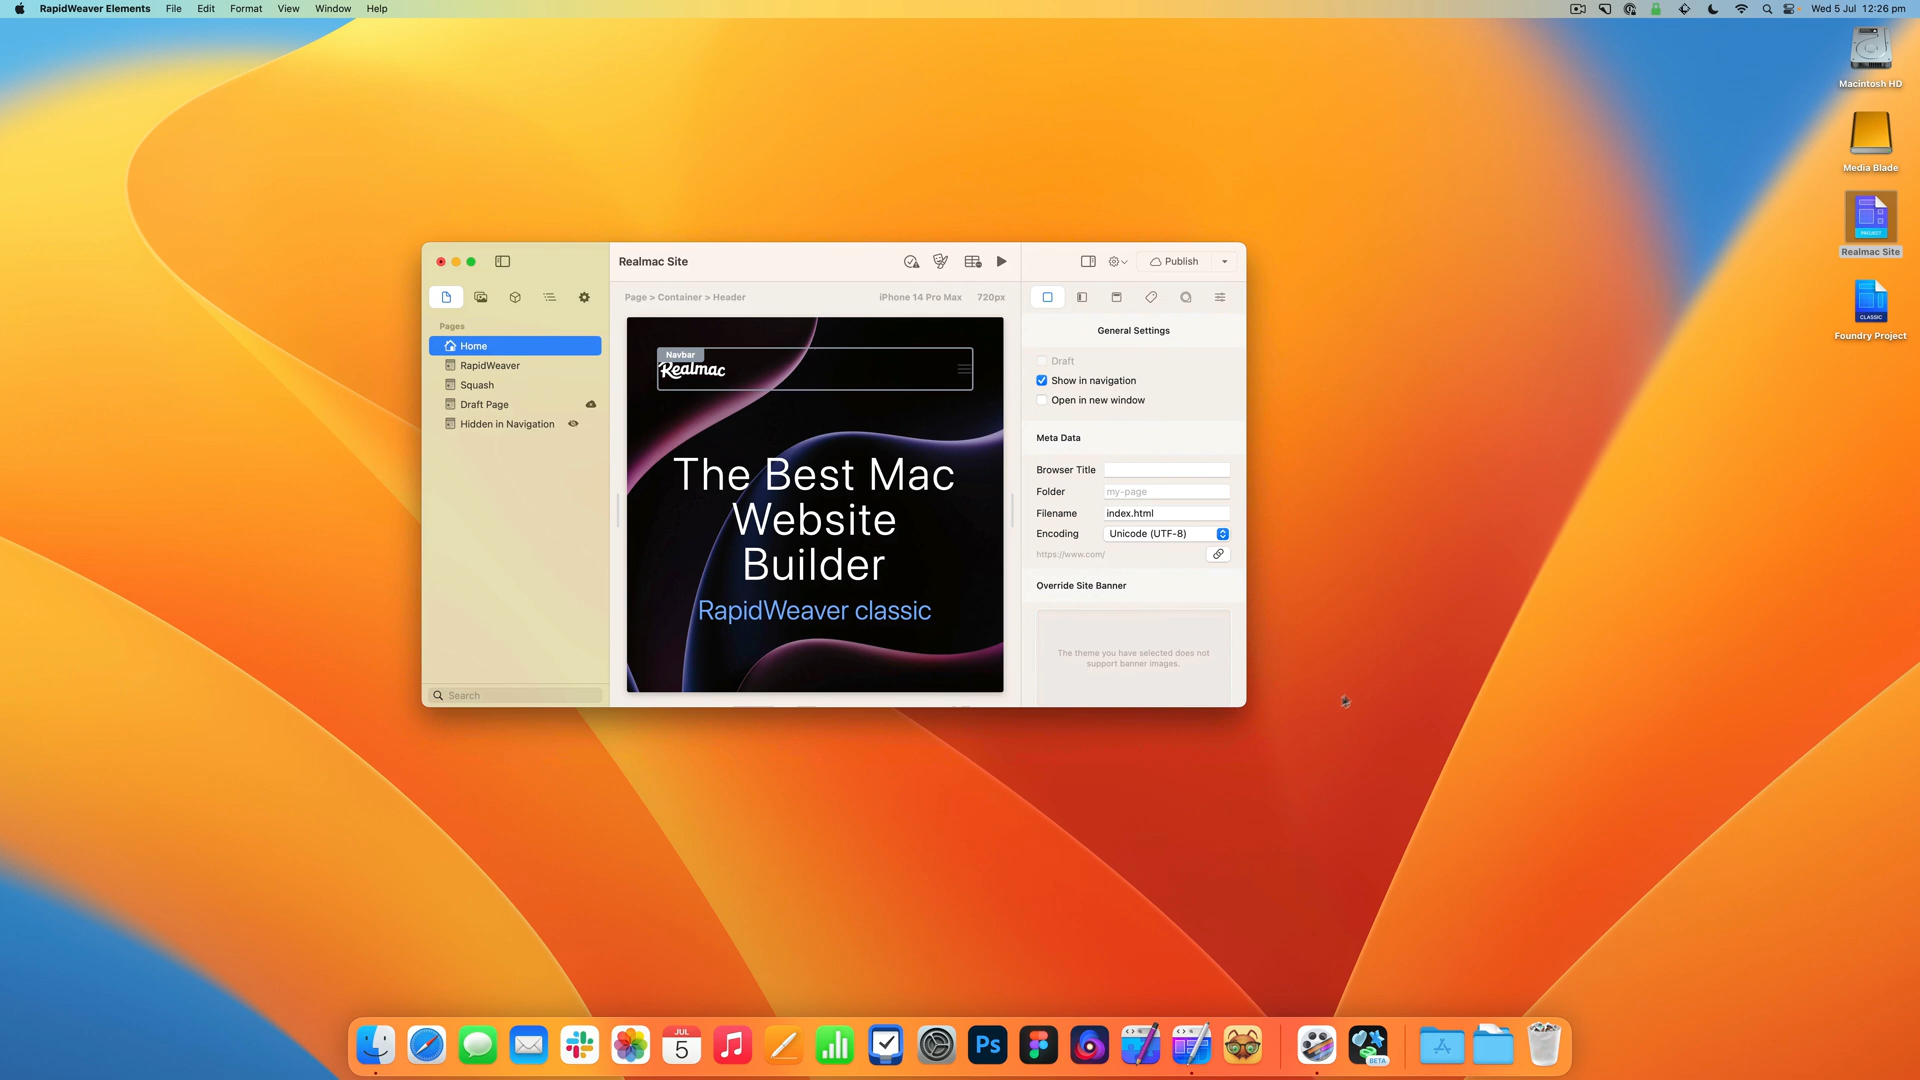 RapidWeaver Elements File Edit Format View Window Help
Wed 5 Jul 12:26 pm
Macintosh HD
Media Blade
PROJECT
Realmac Site
CLASSIC
Foundry Project
Realmac Site
Publish
Page > Container > Header
iPhone 14 Pro Max 720px
Pages
Home
RapidWeaver
Squash
Draft Page
Hidden in Navigation
Search
Navbar
Realmac
The Best Mac
Website
Builder
RapidWeaver classic
General Settings
Draft
Show in navigation
Open in new window
Meta Data
Browser Title
Folder my-page
Filename index.html
Encoding Unicode (UTF-8)
https://www.com/
Override Site Banner
The theme you have selected does not
support banner images.
JUL
5
Ps
BETA